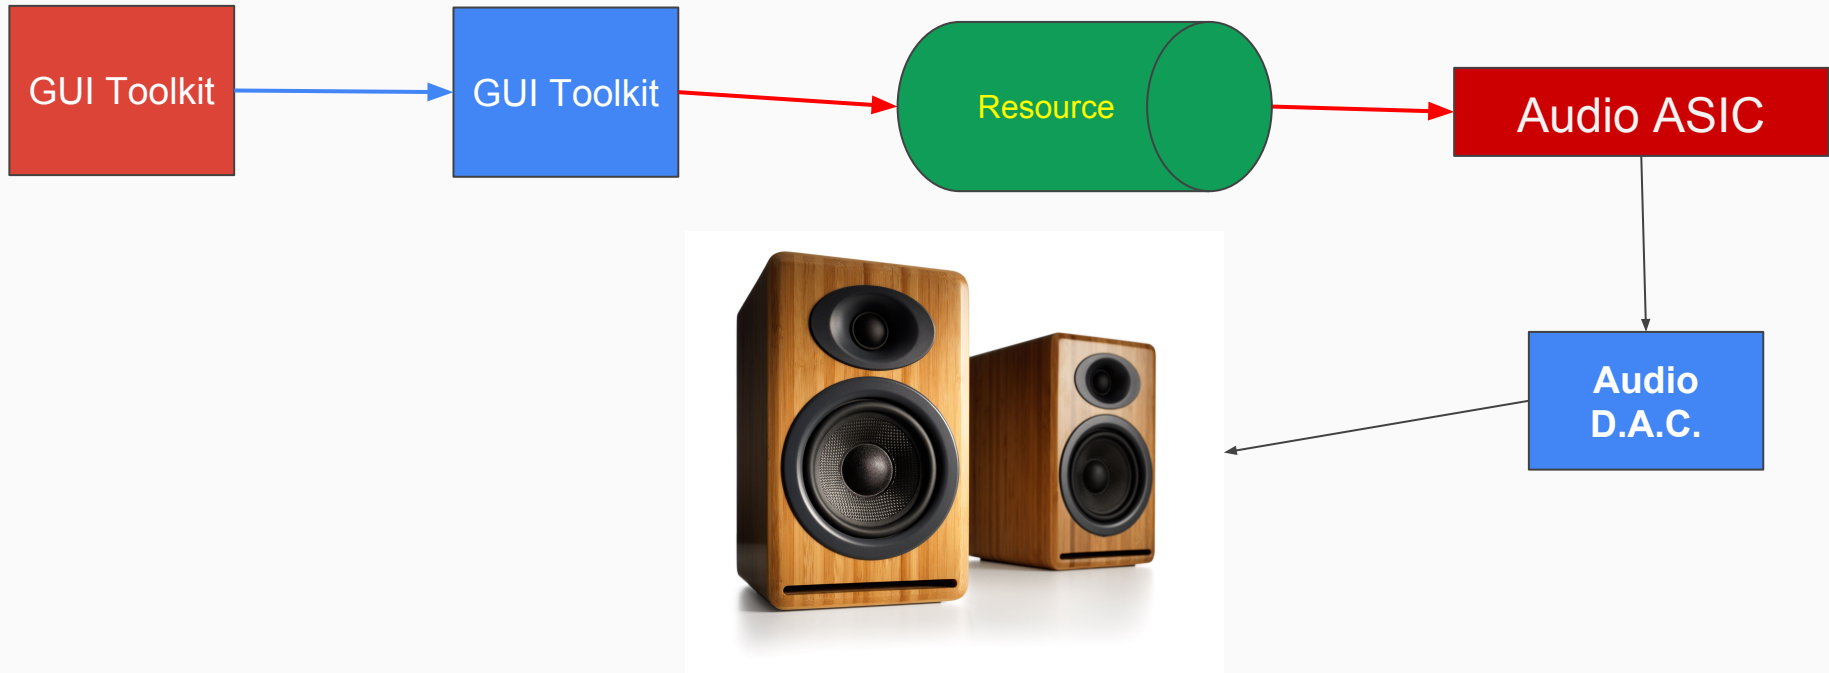 GUI Toolkit
GUI Toolkit
Resource
Audio ASIC
Audio
D.A.C.